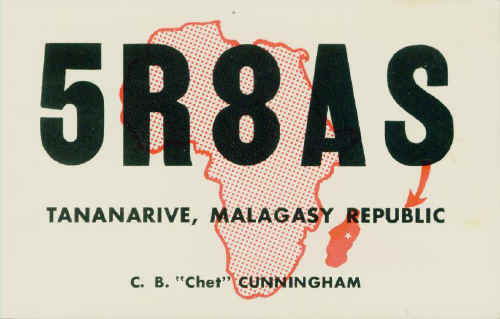 5R8AS
TANANARIVE, MALAGASY REPUBLIC
C. B. "Chet" CUNNINGHAM